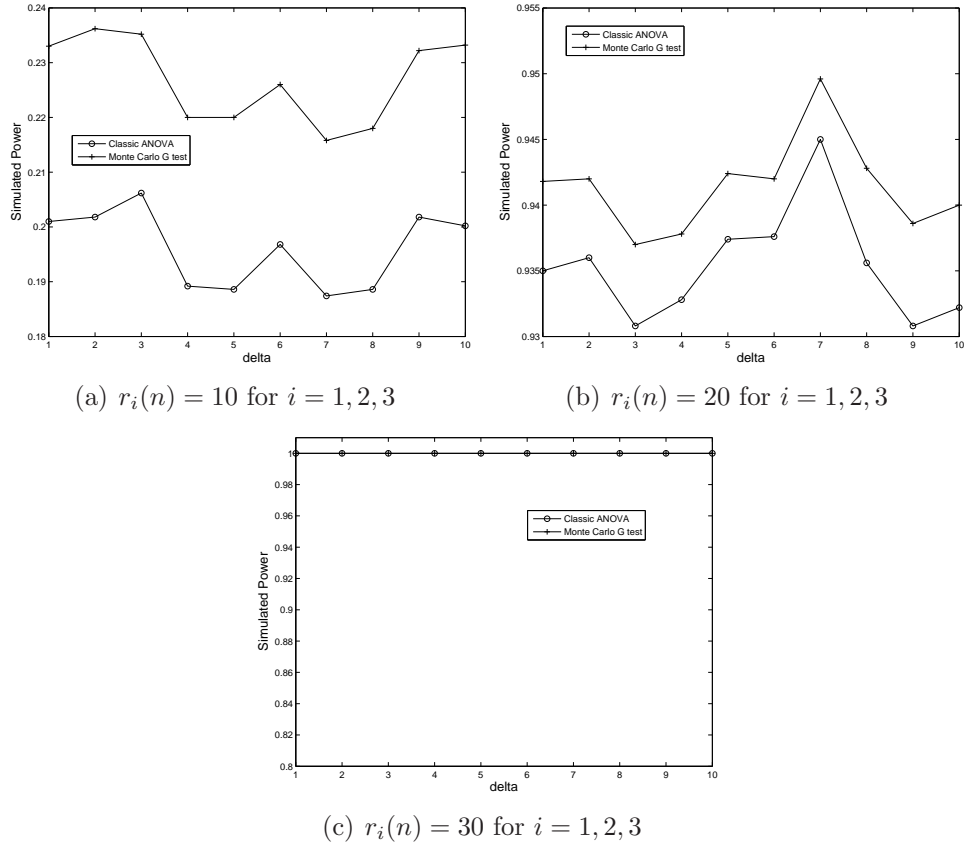 0.24
0.23
0.22
0.21
0.2
0.19
0.18
Simulated Power
Classic ANOVA
Monte Carlo G test
1 2 3 4 5 6 7 8 9 10
delta
(a) r_i(n) = 10 for i = 1, 2, 3
0.955
0.95
0.945
0.94
0.935
0.93
Simulated Power
Classic ANOVA
Monte Carlo G test
1 2 3 4 5 6 7 8 9 10
delta
(b) r_i(n) = 20 for i = 1, 2, 3
1
0.98
0.96
0.94
0.92
0.9
0.88
0.86
0.84
0.82
0.8
Simulated Power
Classic ANOVA
Monte Carlo G test
1 2 3 4 5 6 7 8 9 10
delta
(c) r_i(n) = 30 for i = 1, 2, 3